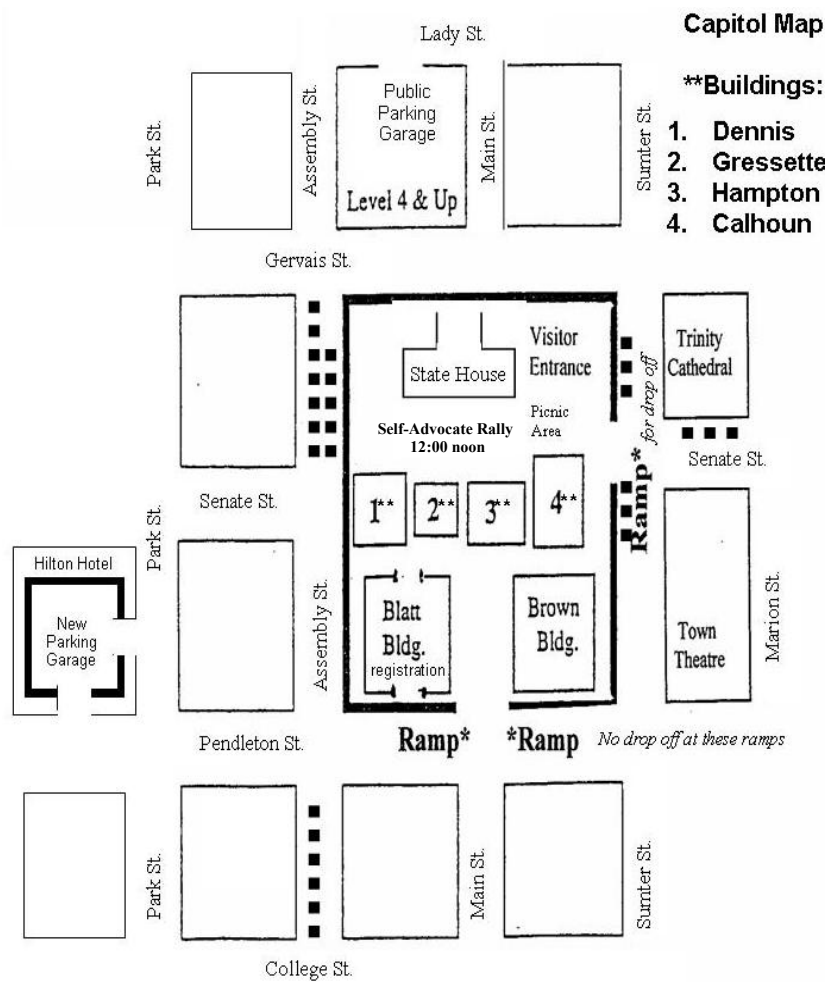 Lady St.
Capitol Map
**Buildings:
1. Dennis
2. Gressette
3. Hampton
4. Calhoun
Park St.
Assembly St.
Public
Parking
Garage
Level 4 & Up
Main St.
Sumter St.
Gervais St.
State House
Visitor
Entrance
Trinity
Cathedral
for drop off
Ramp*
Picnic
Area
Self-Advocate Rally
12:00 noon
Senate St.
Senate St.
1**
2**
3**
4**
Park St.
Hilton Hotel
New
Parking
Garage
Assembly St.
Blatt
Bldg.
registration
Brown
Bldg.
Town
Theatre
Marion St.
Pendleton St.
Ramp*
*Ramp
No drop off at these ramps
Park St.
Main St.
Sumter St.
College St.